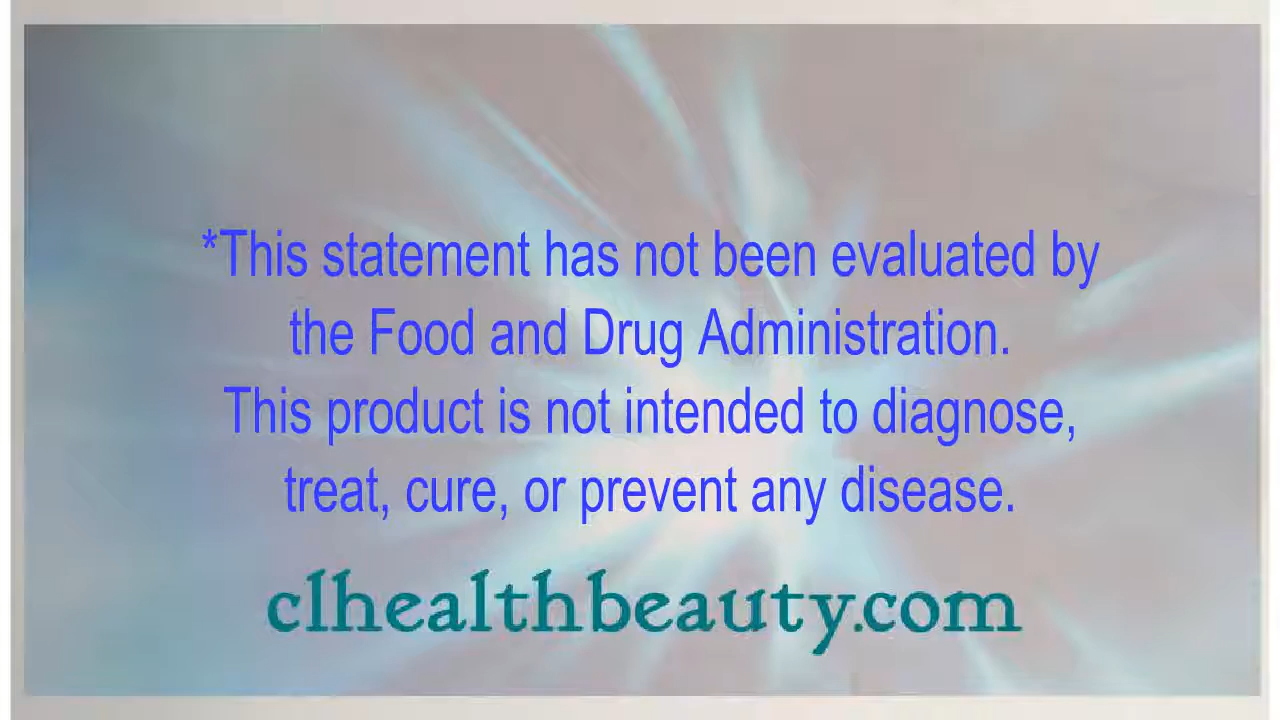 *This statement has not been evaluated by
the Food and Drug Administration.
This product is not intended to diagnose,
treat, cure, or prevent any disease.
clhealthbeauty.com